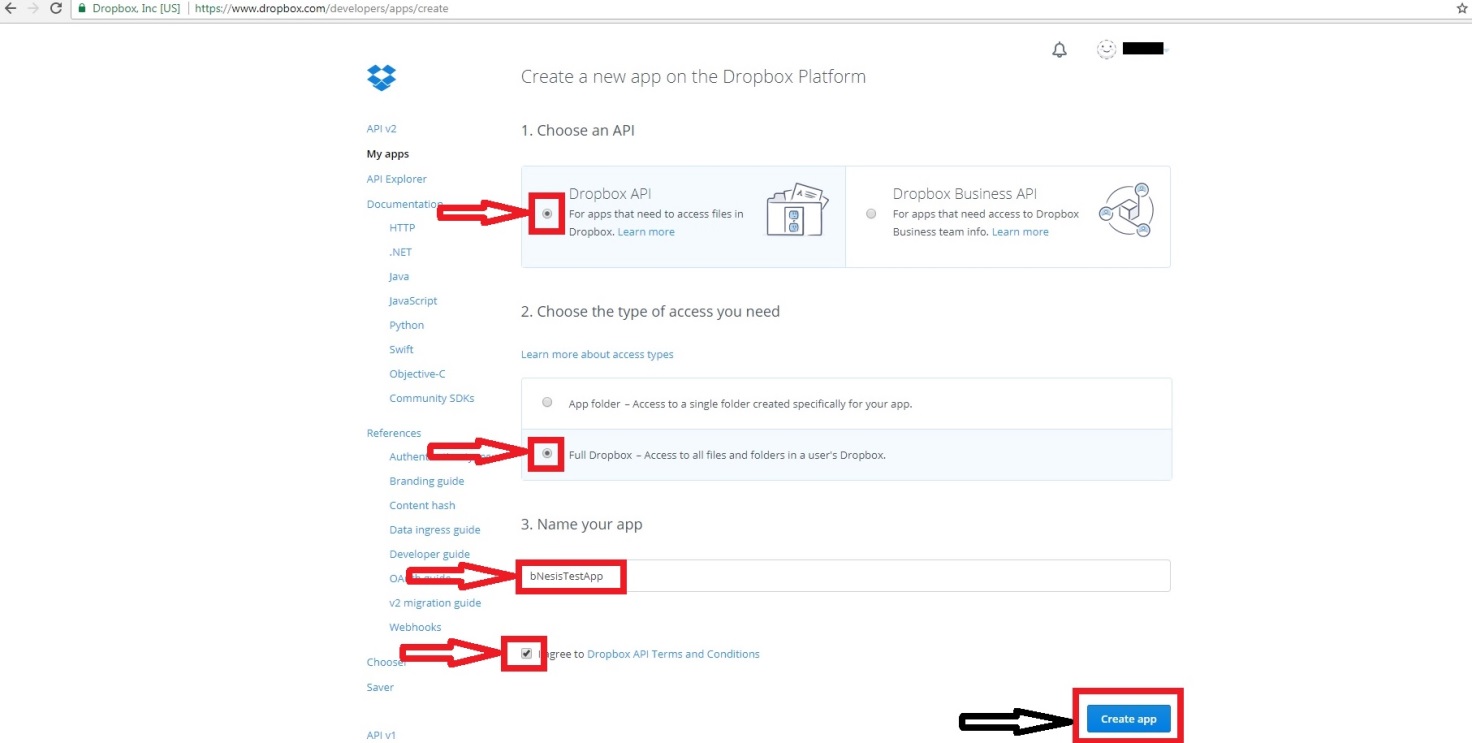 Dropbox, Inc [US] | https://www.dropbox.com/developers/apps/create
Create a new app on the Dropbox Platform
API v2
My apps
API Explorer
Documentation
HTTP
.NET
Java
JavaScript
Python
Swift
Objective-C
Community SDKs
References
Branding guide
Content hash
Data ingress guide
Developer guide
guide
v2 migration guide
Webhooks
Chooser
Saver
API v1
1. Choose an API
Dropbox API
For apps that need to access files in
Dropbox. Learn more
Dropbox Business API
For apps that need access to Dropbox
Business team info. Learn more
2. Choose the type of access you need
Learn more about access types
App folder – Access to a single folder created specifically for your app.
Full Dropbox – Access to all files and folders in a user's Dropbox.
3. Name your app
bNesisTestApp
I agree to Dropbox API Terms and Conditions
Create app